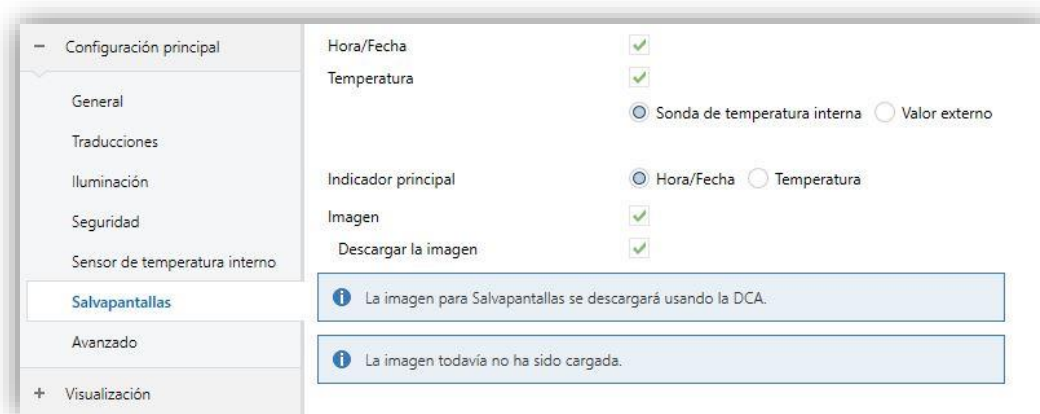 Configuración principal
General
Traducciones
Iluminación
Seguridad
Sensor de temperatura interno
Salvapantallas
Avanzado
Visualización
Hora/Fecha
Temperatura
Sonda de temperatura interna Valor externo
Indicador principal Hora/Fecha Temperatura
Imagen
Descargar la imagen
La imagen para Salvapantallas se descargará usando la DCA.
La imagen todavía no ha sido cargada.